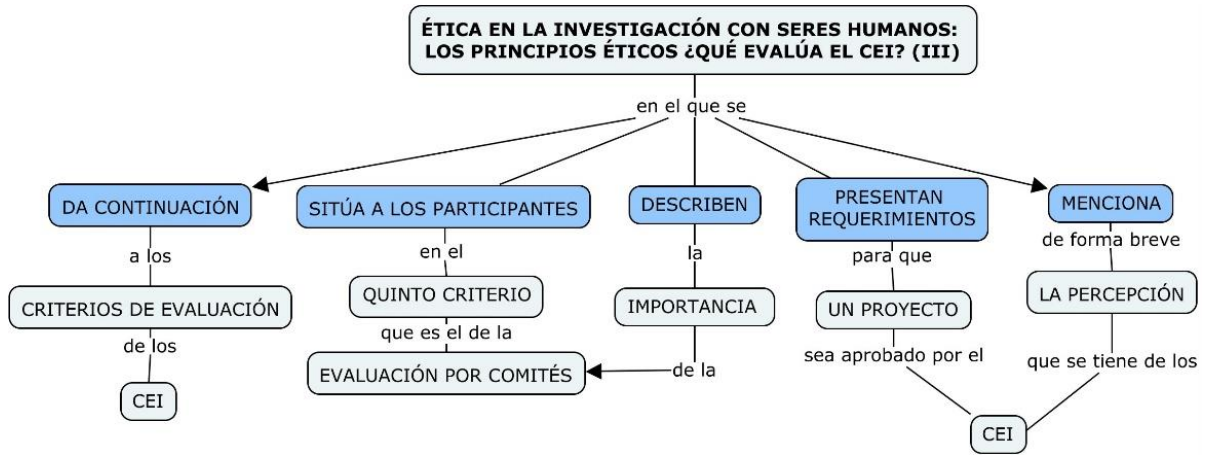 ÉTICA EN LA INVESTIGACIÓN CON SERES HUMANOS:
LOS PRINCIPIOS ÉTICOS ¿QUÉ EVALÚA EL CEI? (III)
en el que se
DA CONTINUACIÓN
a los
CRITERIOS DE EVALUACIÓN
de los
CEI
SITÚA A LOS PARTICIPANTES
en el
QUINTO CRITERIO
que es el de la
EVALUACIÓN POR COMITÉS
DESCRIBEN
la
IMPORTANCIA
de la
PRESENTAN
REQUERIMIENTOS
para que
UN PROYECTO
sea aprobado por el
CEI
MENCIONA
de forma breve
LA PERCEPCIÓN
que se tiene de los